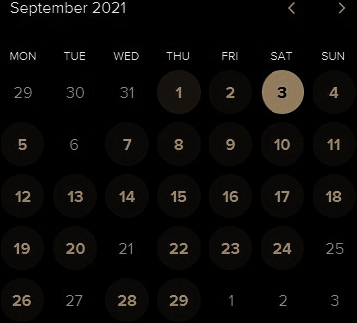 September 2021
MON TUE WED THU FRI SAT SUN
29 30 31 1 2 3 4
5 6 7 8 9 10 11
12 13 14 15 16 17 18
19 20 21 22 23 24 25
26 27 28 29 1 2 3